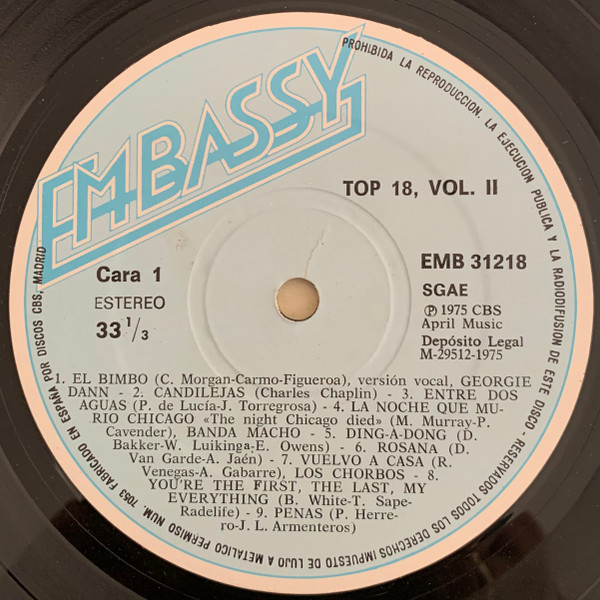 EMBASSY
TOP 18, VOL. II
Cara 1
ESTEREO
33 1/3
EMB 31218
SGAE
Ⓟ 1975 CBS
April Music
Depósito Legal
M-29512-1975
1. EL BIMBO (C. Morgan-Carmo-Figueroa), versión vocal, GEORGIE
DANN - 2. CANDILEJAS (Charles Chaplin) - 3. ENTRE DOS
AGUAS (P. de Lucía-J. Torregrosa) - 4. LA NOCHE QUE MU-
RIO CHICAGO «The night Chicago died» (M. Murray-P.
Cavender), BANDA MACHO - 5. DING-A-DONG (D.
Bakker-W. Luikinga-E. Owens) - 6. ROSANA (D.
Van Garde-A. Jaén) - 7. VUELVO A CASA (R.
Venegas-A. Gabarre), LOS CHORBOS - 8.
YOU'RE THE FIRST, THE LAST, MY
EVERYTHING (B. White-T. Sape-
Radelife) - 9. PENAS (P. Herre-
ro-J. L. Armenteros)
PROHIBIDA LA REPRODUCCION, LA EJECUCION PUBLICA Y LA RADIODIFUSION DE ESTE DISCO. RESERVADOS TODOS LOS DERECHOS IMPUESTO DE LUJO A METALICO PERMISO NUM. 7053 FABRICADO EN ESPAÑA POR DISCOS CBS, MADRID